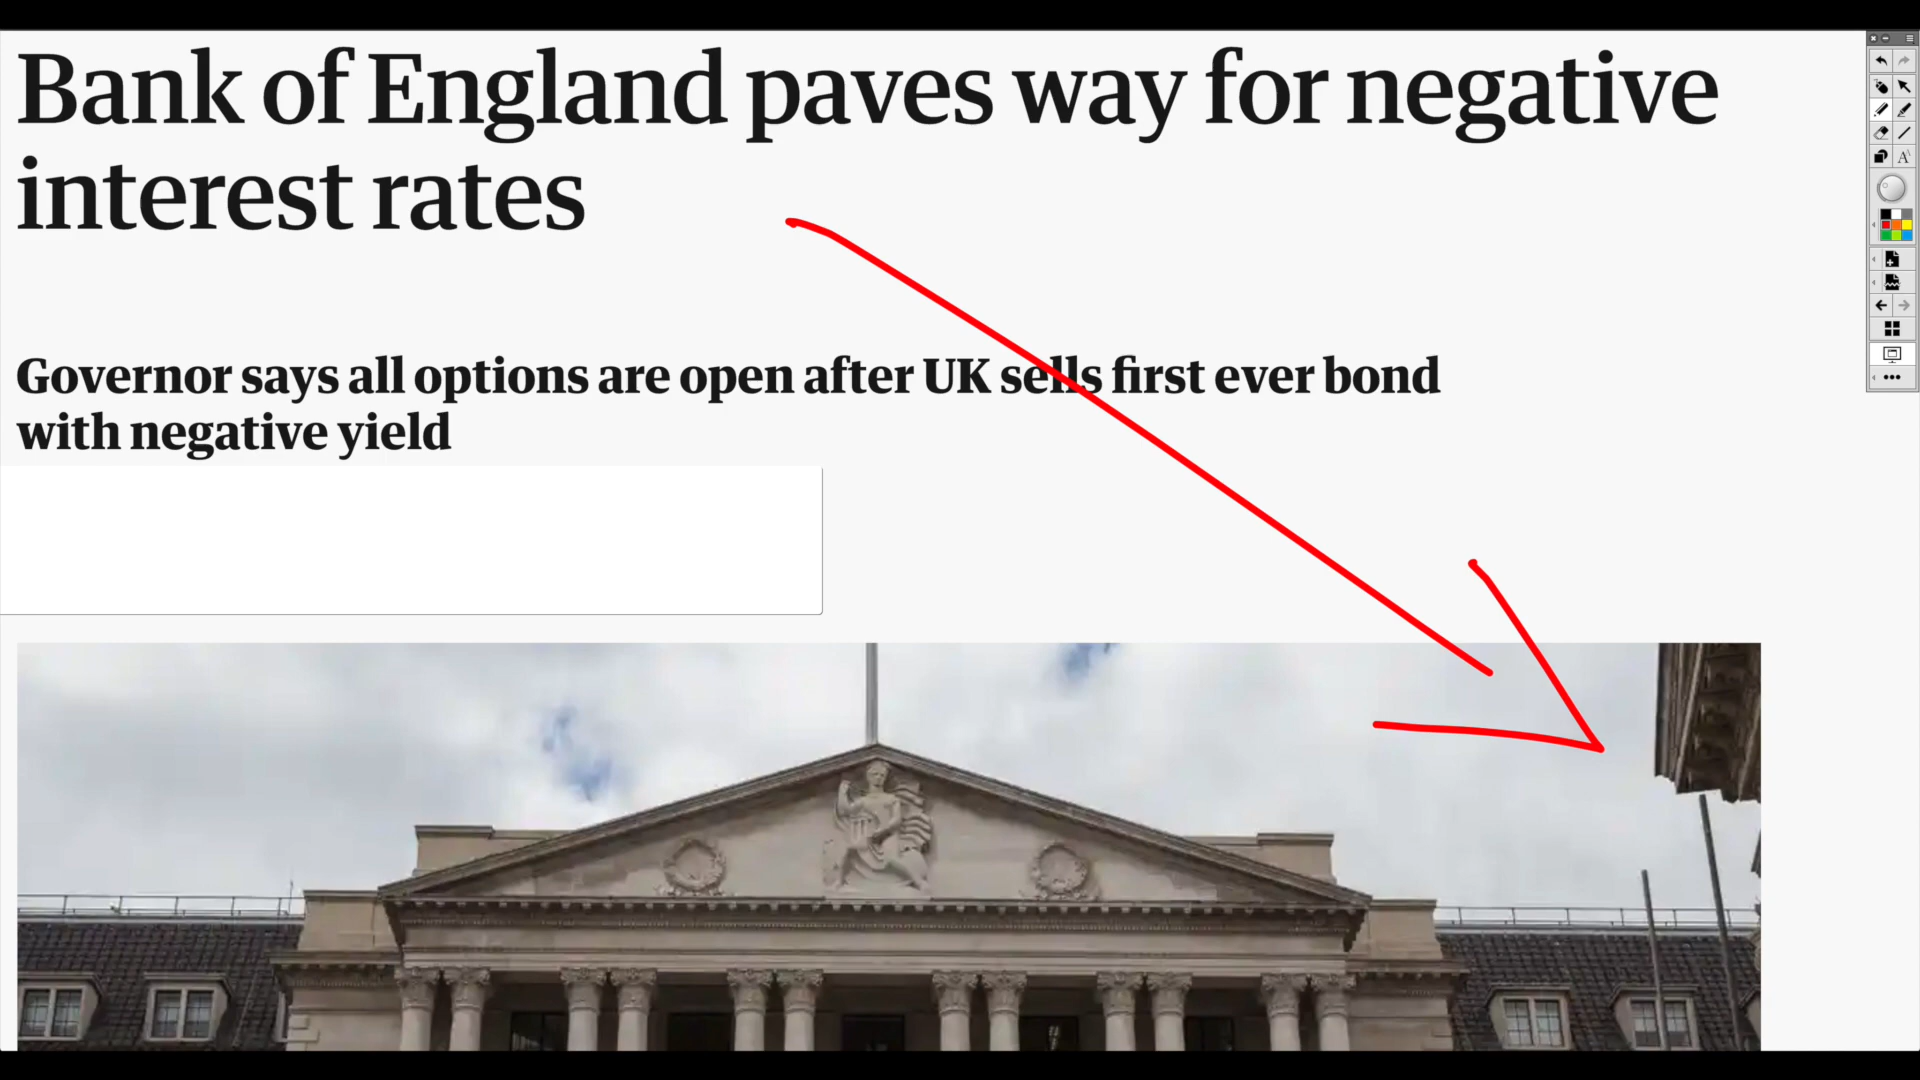 Bank of England paves way for negative
interest rates
Governor says all options are open after UK sells first ever bond
with negative yield